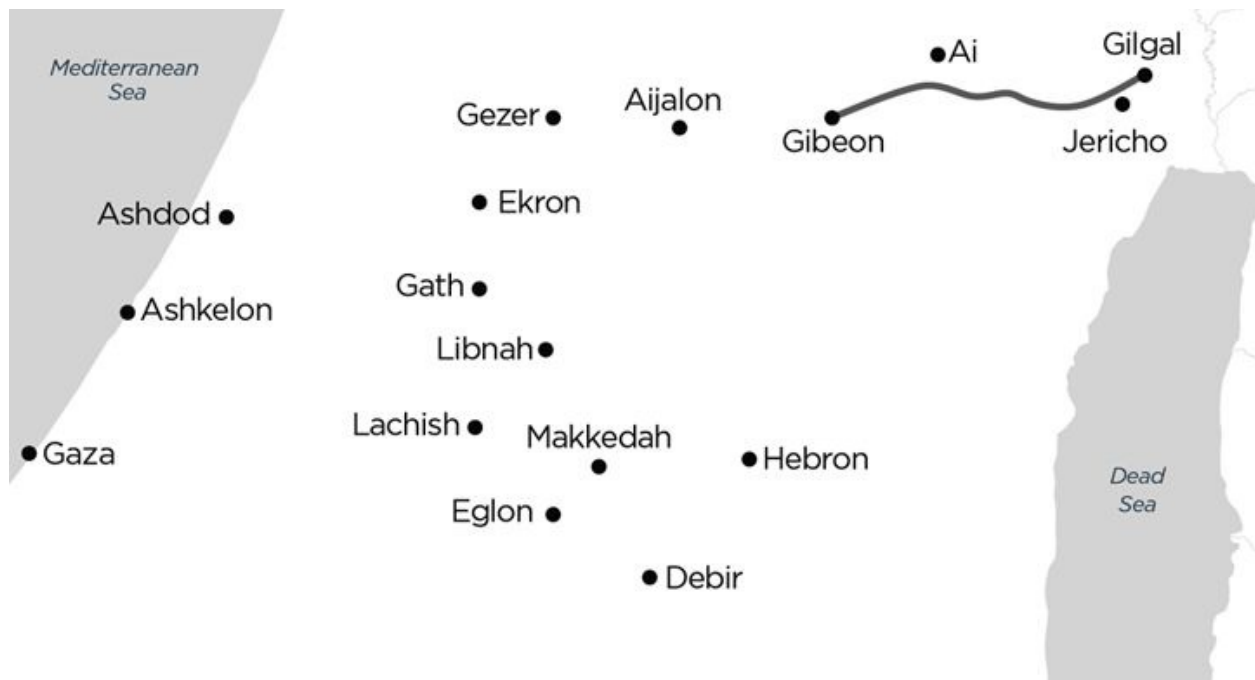 Mediterranean
Sea
Ai
Gilgal
Gezer
Aijalon
Gibeon
Jericho
Ashdod
Ekron
Gath
Ashkelon
Libnah
Lachish
Makkedah
Gaza
Hebron
Dead
Sea
Eglon
Debir